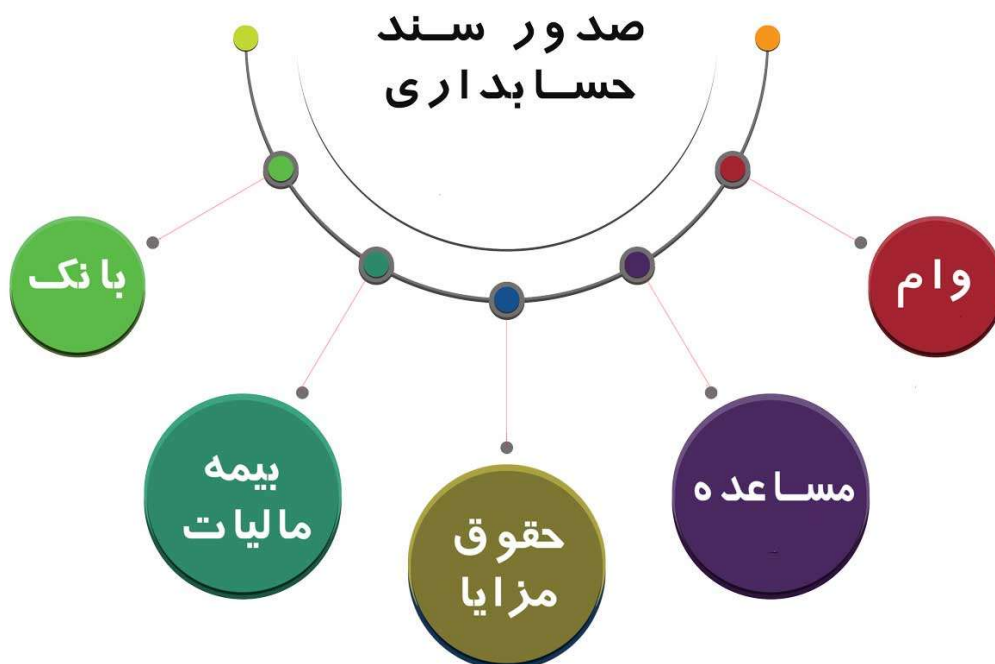 صدور سند
حسابداری
وام
مساعده
حقوق
مزایا
بیمه
مالیات
بانک